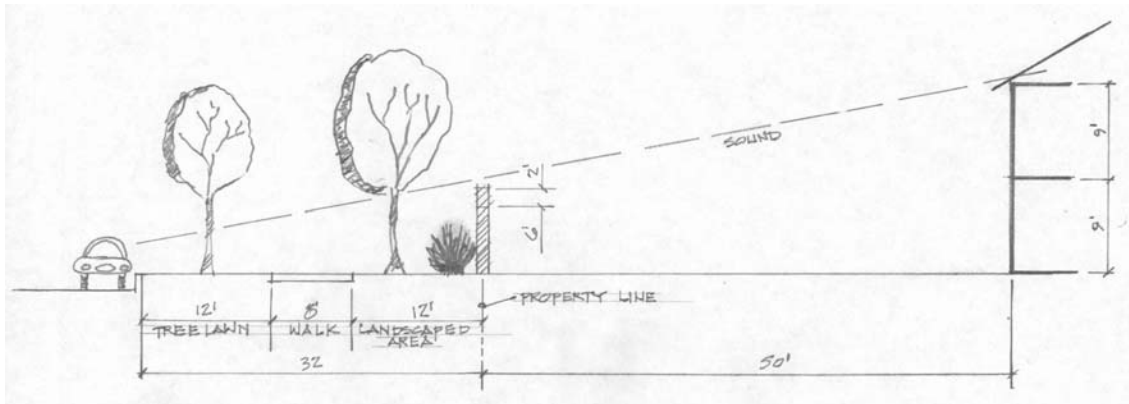 SOUND
9'
9'
2'
6'
12'
8'
12'
PROPERTY LINE
TREE LAWN
WALK
LANDSCAPED
AREA
32
50'